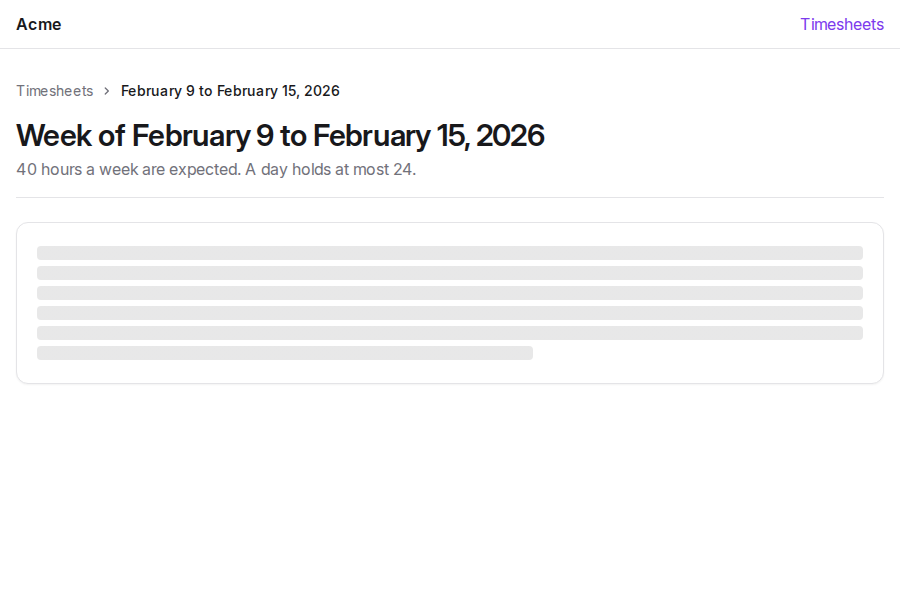 Acme
Timesheets
Timesheets > February 9 to February 15, 2026
Week of February 9 to February 15, 2026
40 hours a week are expected. A day holds at most 24.